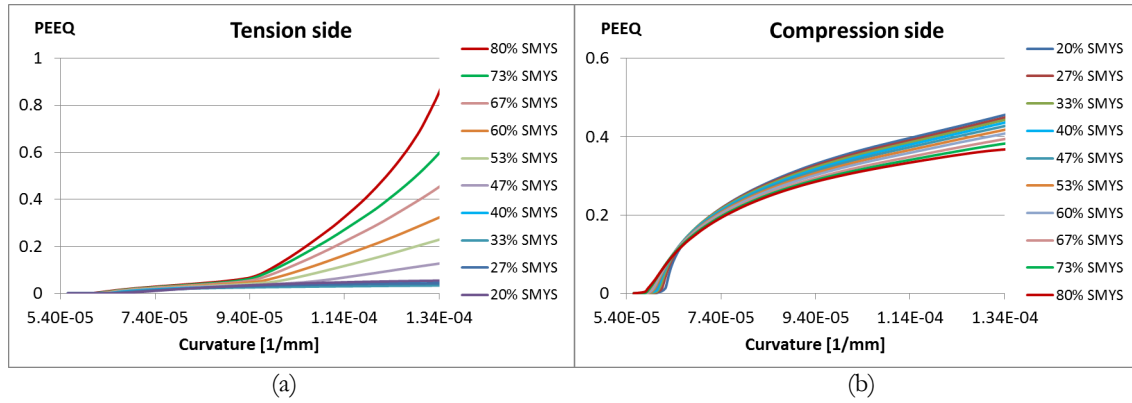 PEEQ
Tension side
1
0.8
0.6
0.4
0.2
0
5.40E-05 7.40E-05 9.40E-05 1.14E-04 1.34E-04
Curvature [1/mm]
80% SMYS
73% SMYS
67% SMYS
60% SMYS
53% SMYS
47% SMYS
40% SMYS
33% SMYS
27% SMYS
20% SMYS
(a)
PEEQ
Compression side
0.6
0.4
0.2
0
5.40E-05 7.40E-05 9.40E-05 1.14E-04 1.34E-04
Curvature [1/mm]
20% SMYS
27% SMYS
33% SMYS
40% SMYS
47% SMYS
53% SMYS
60% SMYS
67% SMYS
73% SMYS
80% SMYS
(b)